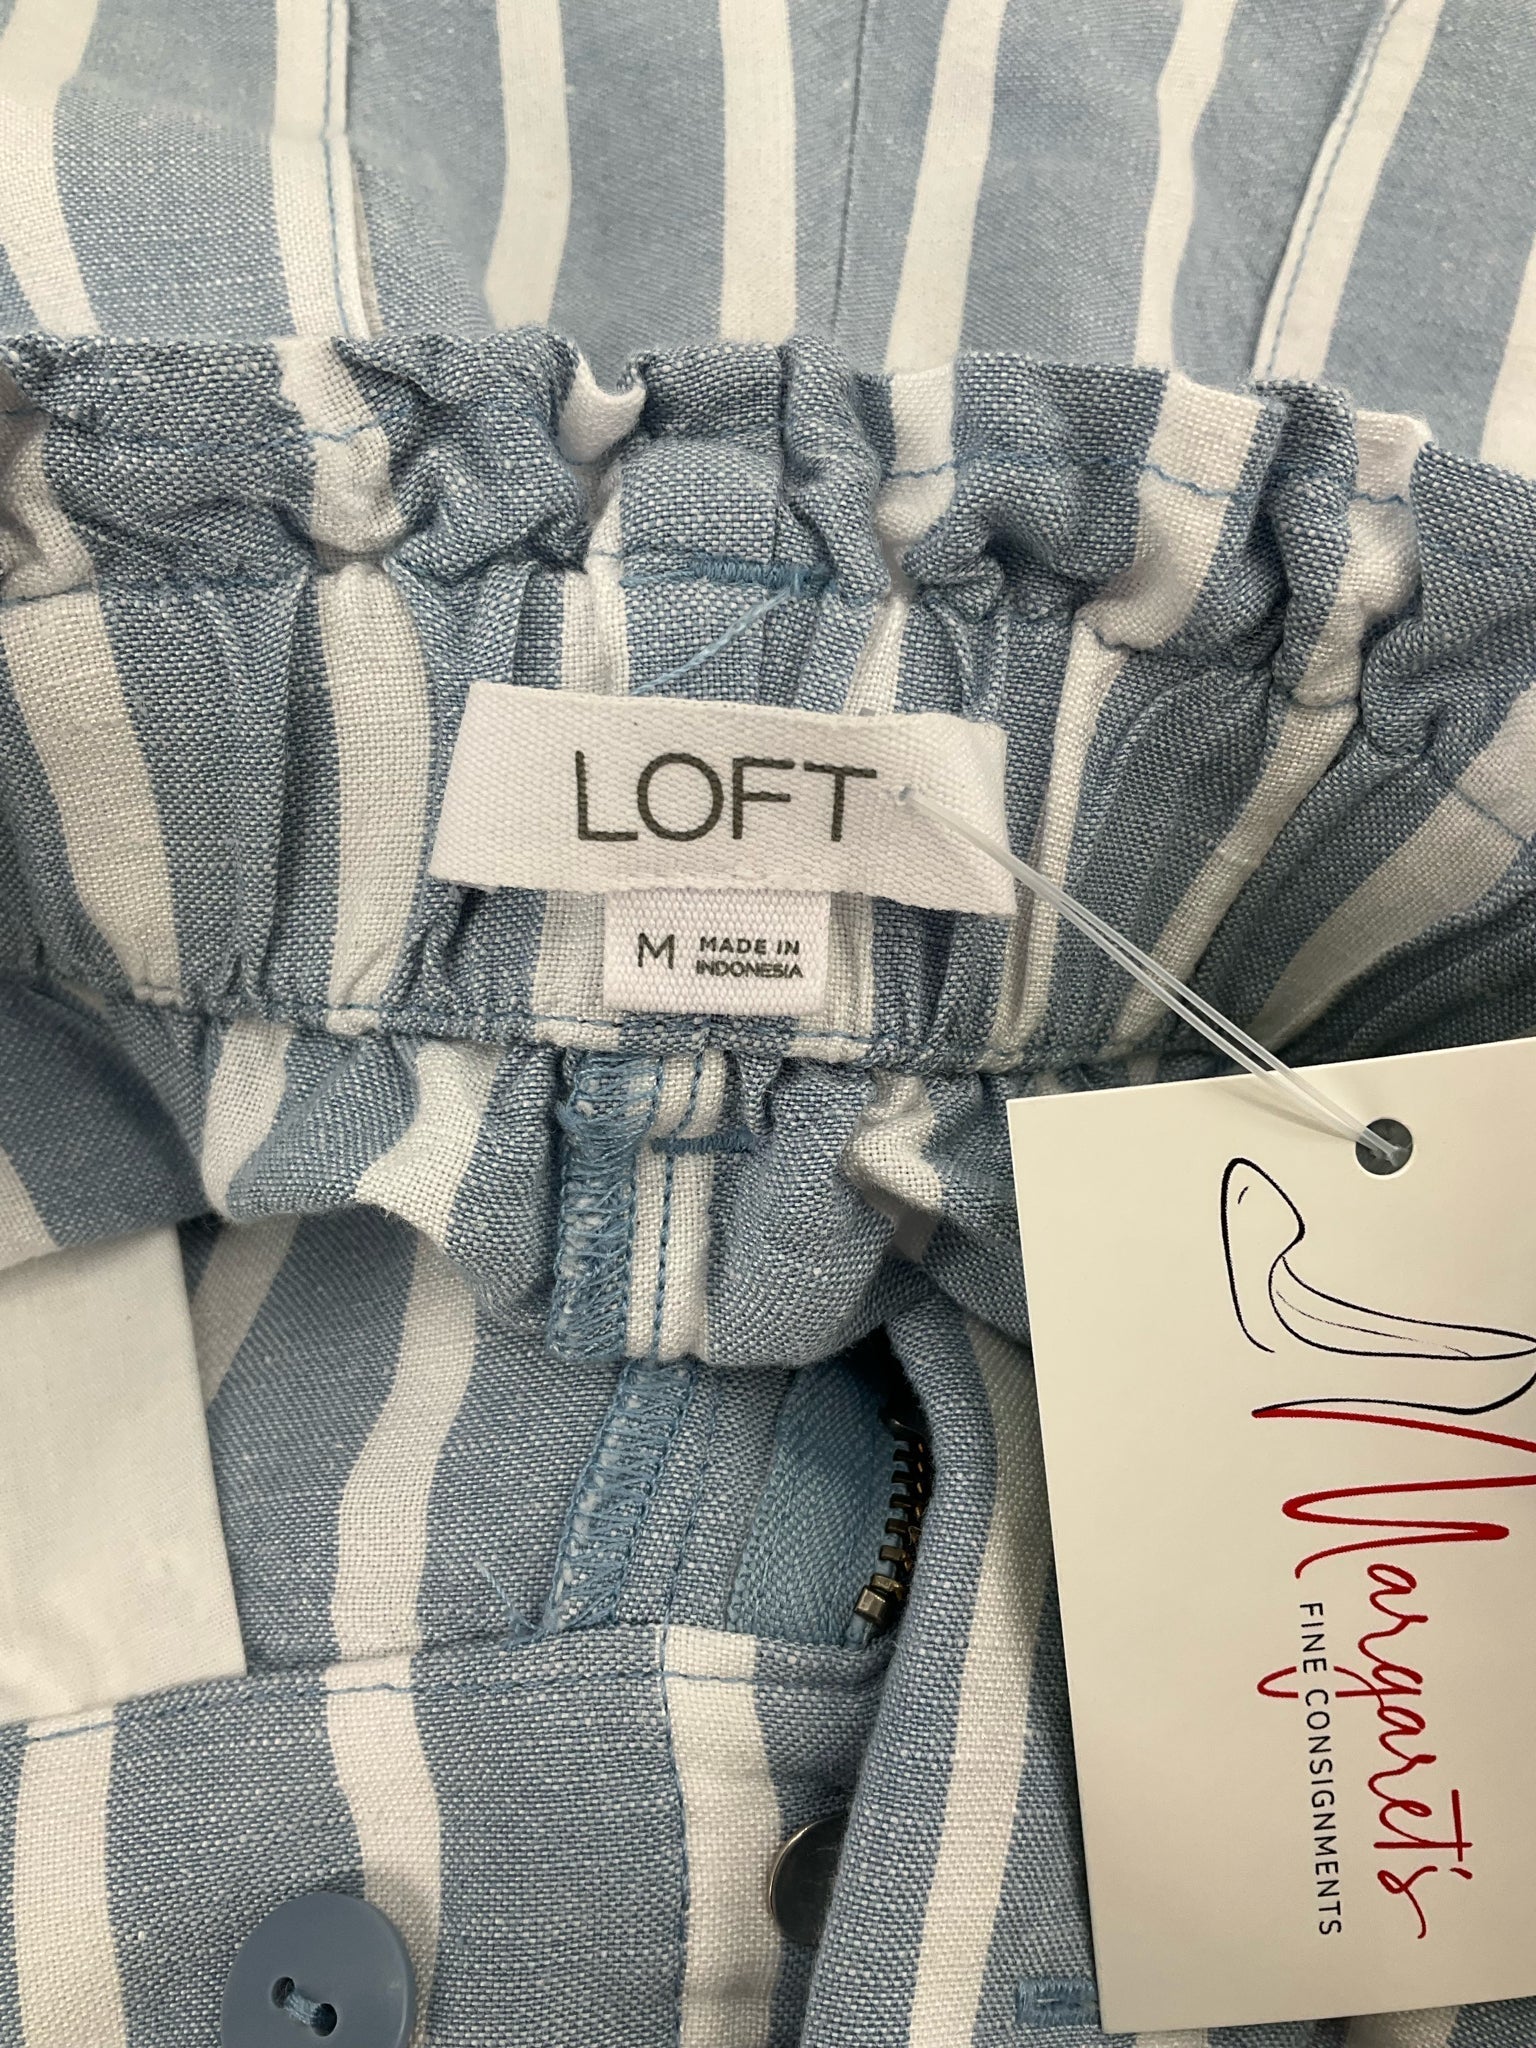 LOFT
M MADE IN
INDONESIA
Margaret's
FINE CONSIGNMENTS